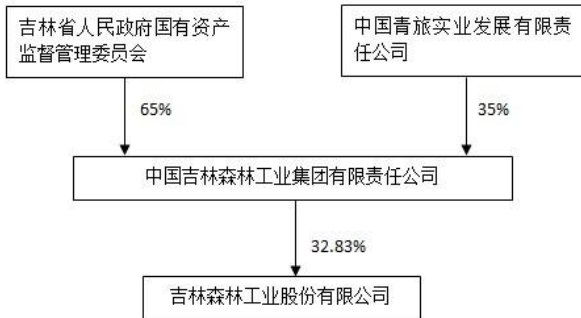 吉林省人民政府国有资产
监督管理委员会
中国青旅实业发展有限责
任公司
65%
35%
中国吉林森林工业集团有限责任公司
32.83%
吉林森林工业股份有限公司